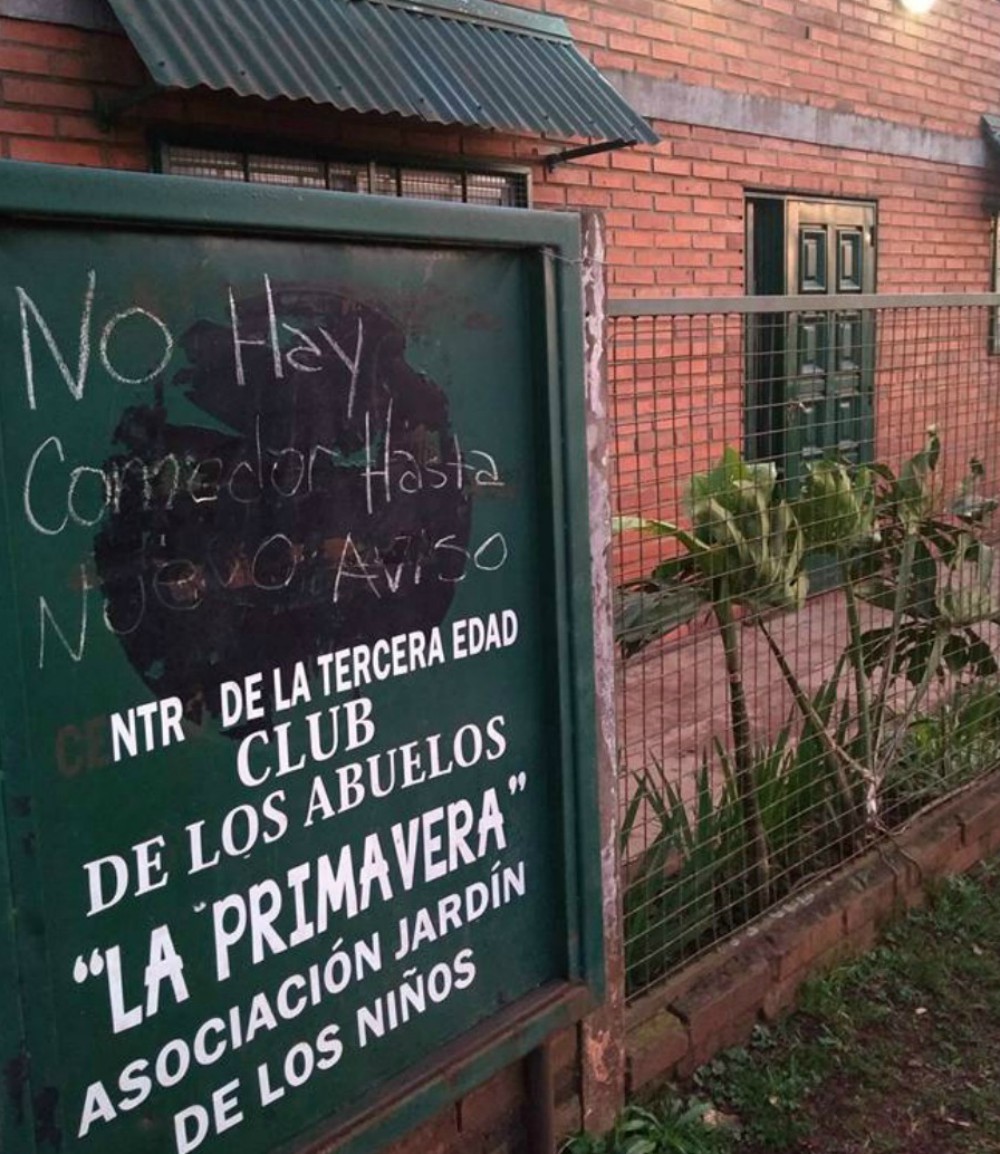 No Hay
Comedor Hasta
Nuevo Aviso
CENTR DE LA TERCERA EDAD
CLUB
DE LOS ABUELOS
"LA PRIMAVERA"
ASOCIACIÓN JARDÍN
DE LOS NIÑOS